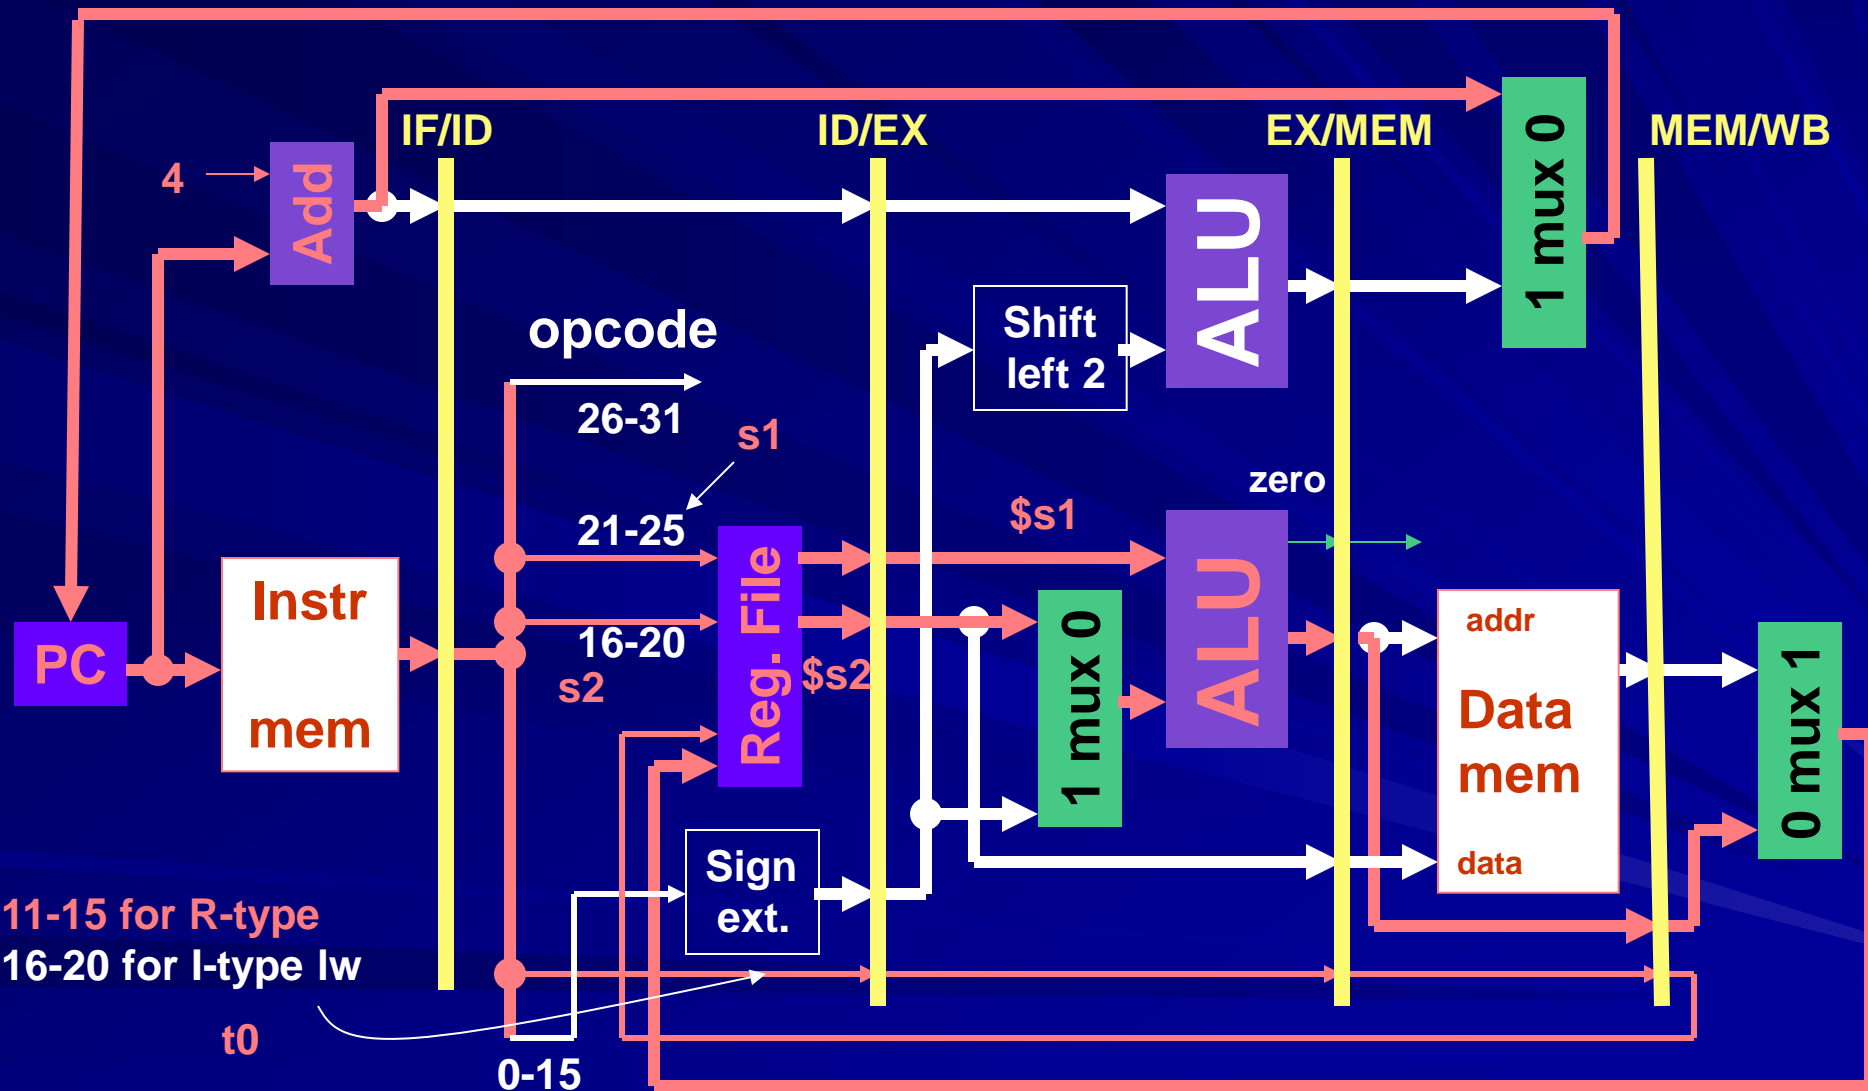 IF/ID
ID/EX
EX/MEM
MEM/WB
4
Add
ALU
1 mux 0
opcode
26-31
Shift
left 2
s1
21-25
$s1
zero
Instr
mem
PC
16-20
s2
Reg. File
$s2
1 mux 0
ALU
addr
Data
mem
data
0 mux 1
Sign
ext.
11-15 for R-type
16-20 for I-type lw
t0
0-15